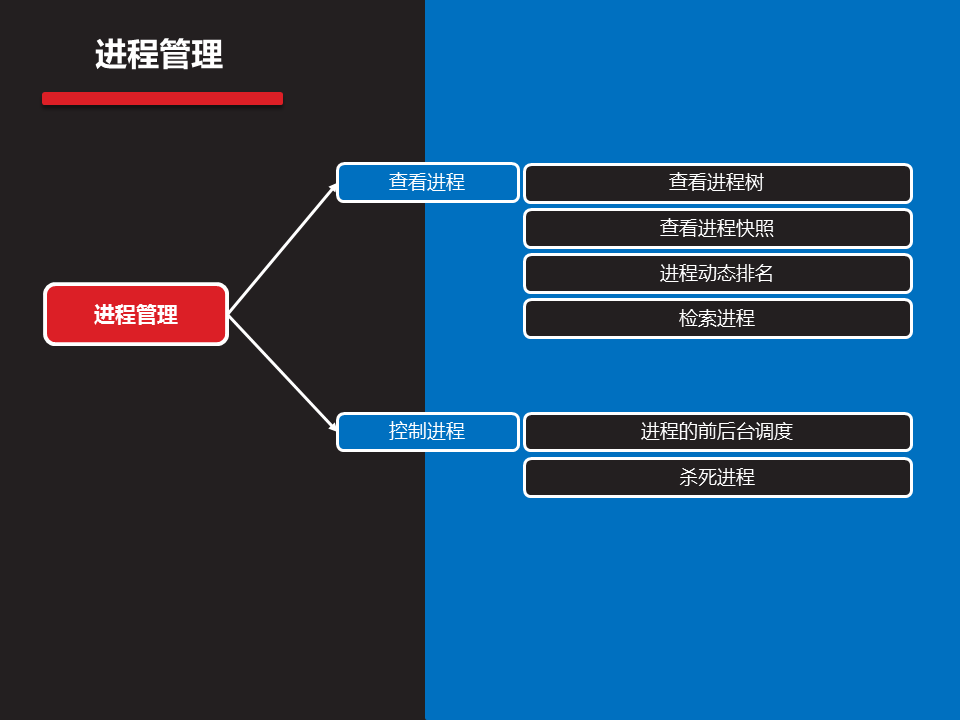 进程管理
查看进程
查看进程树
查看进程快照
进程动态排名
检索进程
进程管理
控制进程
进程的前后台调度
杀死进程